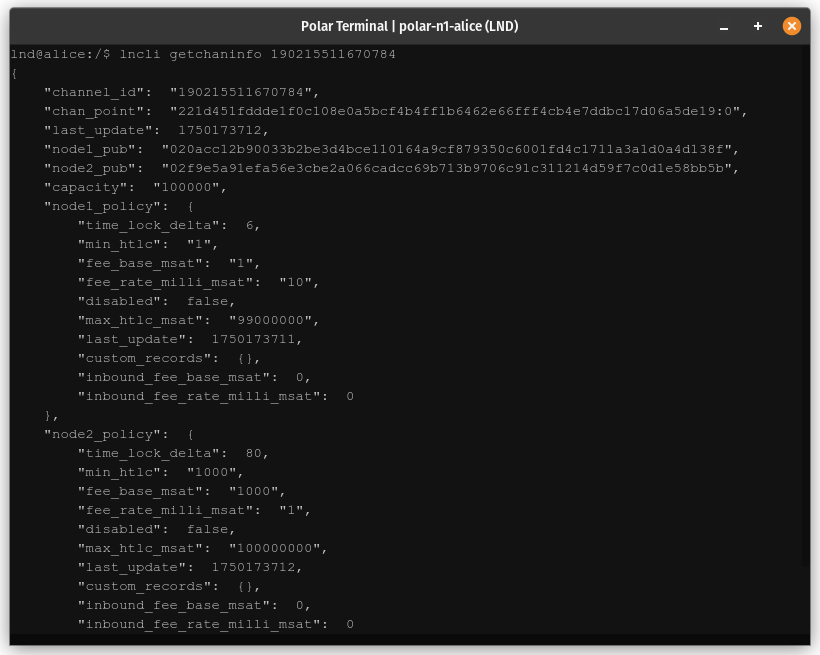 Polar Terminal | polar-n1-alice (LND)
lnd@alice:/$ lncli getchaninfo 190215511670784
{
    "channel_id":  "190215511670784",
    "chan_point":  "221d451fddde1f0c108e0a5bcf4b4ff1b6462e66fff4cb4e7ddbc17d06a5de19:0",
    "last_update":  1750173712,
    "node1_pub":  "020acc12b90033b2be3d4bce110164a9cf879350c6001fd4c1711a3a1d0a4d138f",
    "node2_pub":  "02f9e5a91efa56e3cbe2a066cadcc69b713b9706c91c311214d59f7c0d1e58bb5b",
    "capacity":  "100000",
    "node1_policy":  {
        "time_lock_delta":  6,
        "min_htlc":  "1",
        "fee_base_msat":  "1",
        "fee_rate_milli_msat":  "10",
        "disabled":  false,
        "max_htlc_msat":  "99000000",
        "last_update":  1750173711,
        "custom_records":  {},
        "inbound_fee_base_msat":  0,
        "inbound_fee_rate_milli_msat":  0
    },
    "node2_policy":  {
        "time_lock_delta":  80,
        "min_htlc":  "1000",
        "fee_base_msat":  "1000",
        "fee_rate_milli_msat":  "1",
        "disabled":  false,
        "max_htlc_msat":  "100000000",
        "last_update":  1750173712,
        "custom_records":  {},
        "inbound_fee_base_msat":  0,
        "inbound_fee_rate_milli_msat":  0